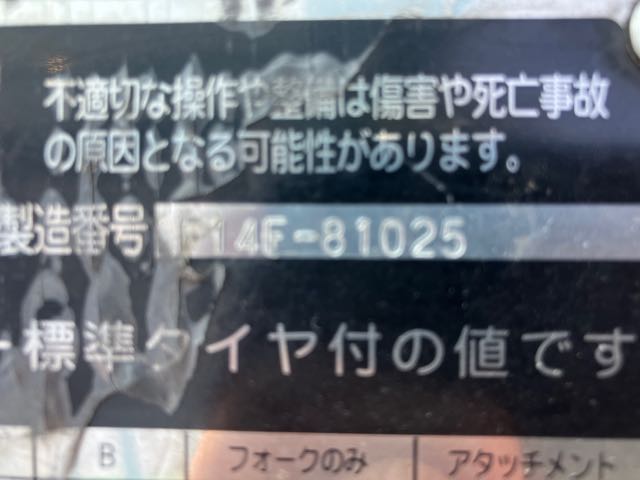 不適切な操作や整備は傷害や死亡事故
の原因となる可能性があります。
製造番号 F14E-81025
標準タイヤ付の値です
B フォークのみ アタッチメント